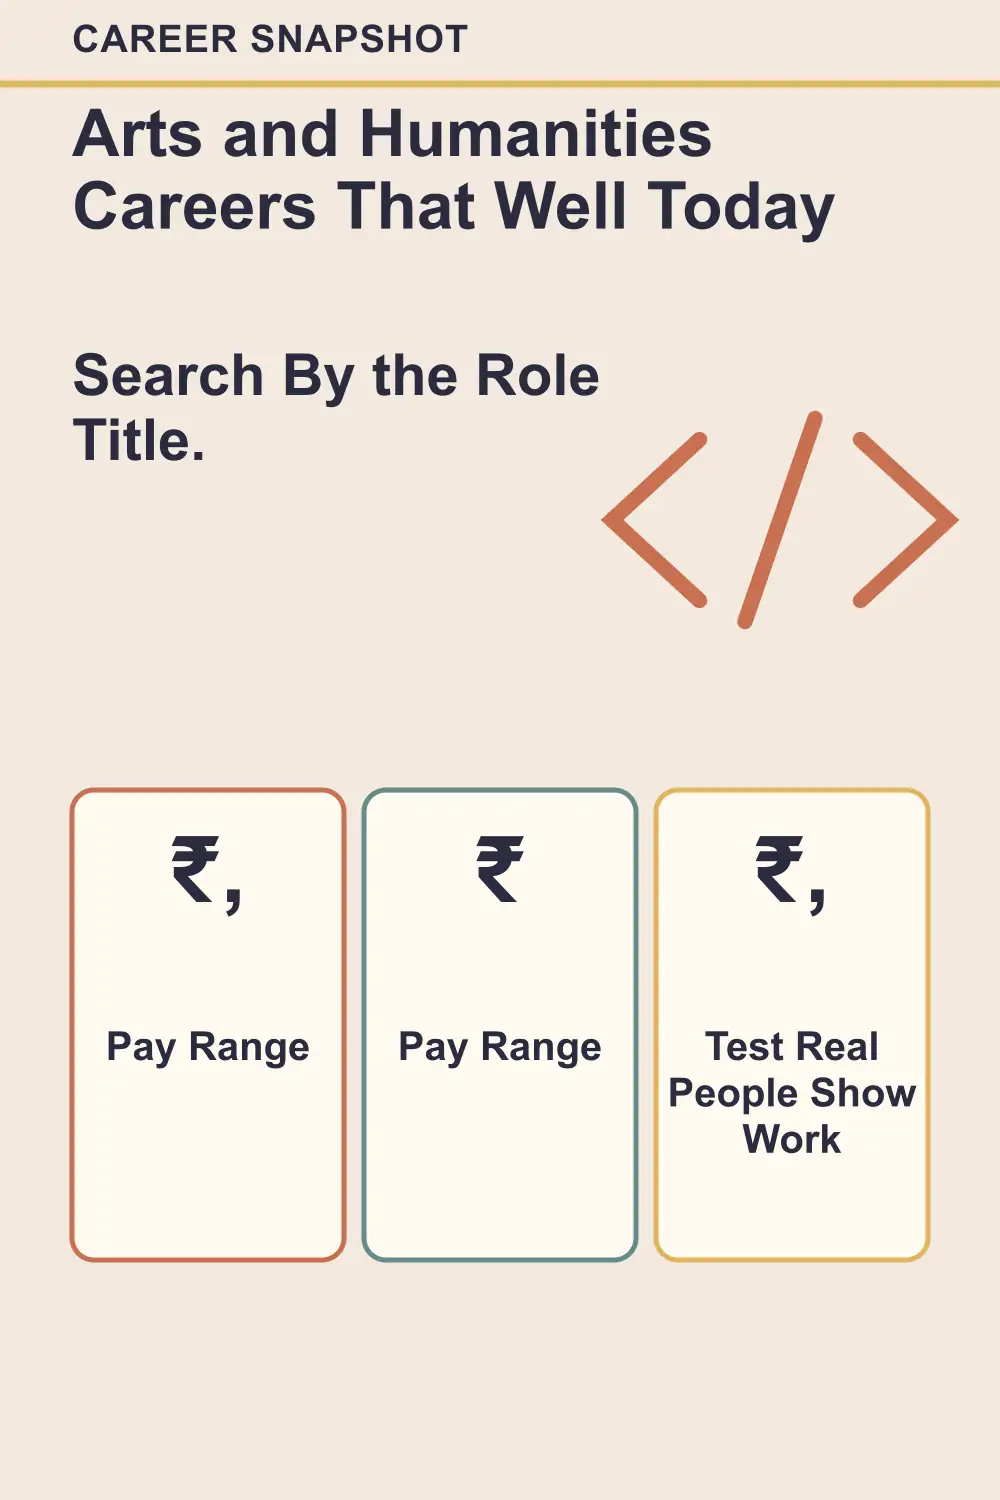 CAREER SNAPSHOT
Arts and Humanities
Careers That Well Today
Search By the Role
Title.
₹,
Pay Range
₹
Pay Range
₹,
Test Real
People Show
Work